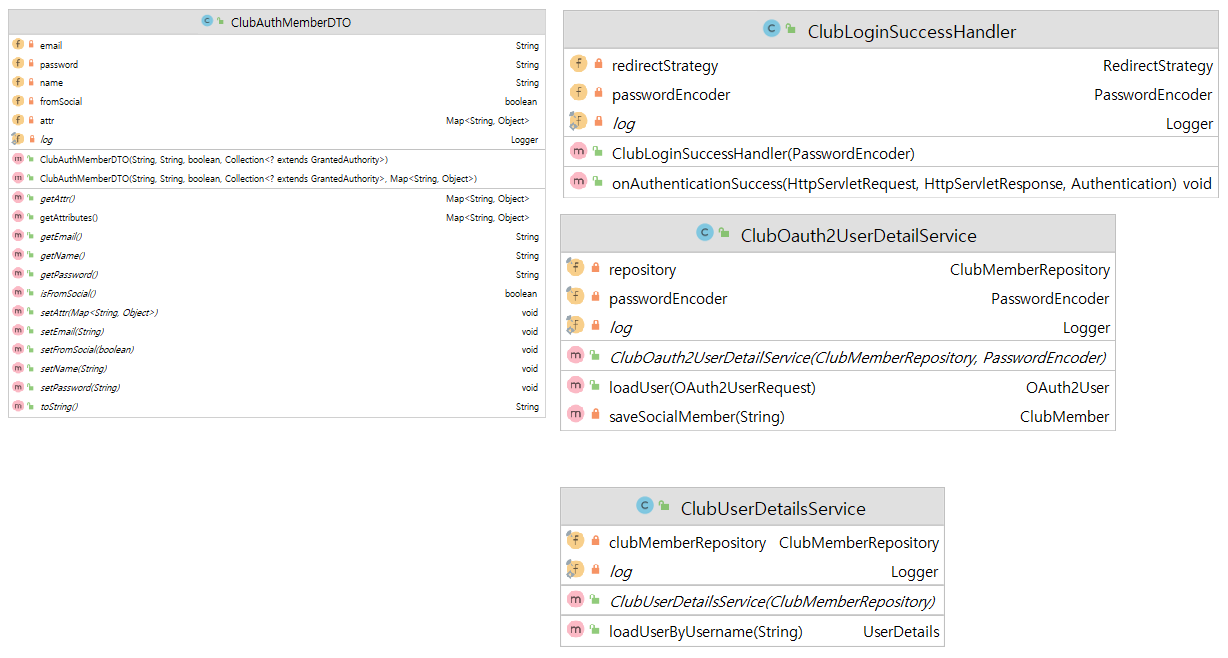 ClubAuthMemberDTO
email String
password String
name String
fromSocial boolean
attr Map<String, Object>
log Logger
ClubAuthMemberDTO(String, String, boolean, Collection<? extends GrantedAuthority>)
ClubAuthMemberDTO(String, String, boolean, Collection<? extends GrantedAuthority>, Map<String, Object>)
getAttr() Map<String, Object>
getAttributes() Map<String, Object>
getEmail() String
getName() String
getPassword() String
isFromSocial() boolean
setAttr(Map<String, Object>) void
setEmail(String) void
setFromSocial(boolean) void
setName(String) void
setPassword(String) void
toString() String
ClubLoginSuccessHandler
redirectStrategy RedirectStrategy
passwordEncoder PasswordEncoder
log Logger
ClubLoginSuccessHandler(PasswordEncoder)
onAuthenticationSuccess(HttpServletRequest, HttpServletResponse, Authentication) void
ClubOauth2UserDetailService
repository ClubMemberRepository
passwordEncoder PasswordEncoder
log Logger
ClubOauth2UserDetailService(ClubMemberRepository, PasswordEncoder)
loadUser(OAuth2UserRequest) OAuth2User
saveSocialMember(String) ClubMember
ClubUserDetailsService
clubMemberRepository ClubMemberRepository
log Logger
ClubUserDetailsService(ClubMemberRepository)
loadUserByUsername(String) UserDetails